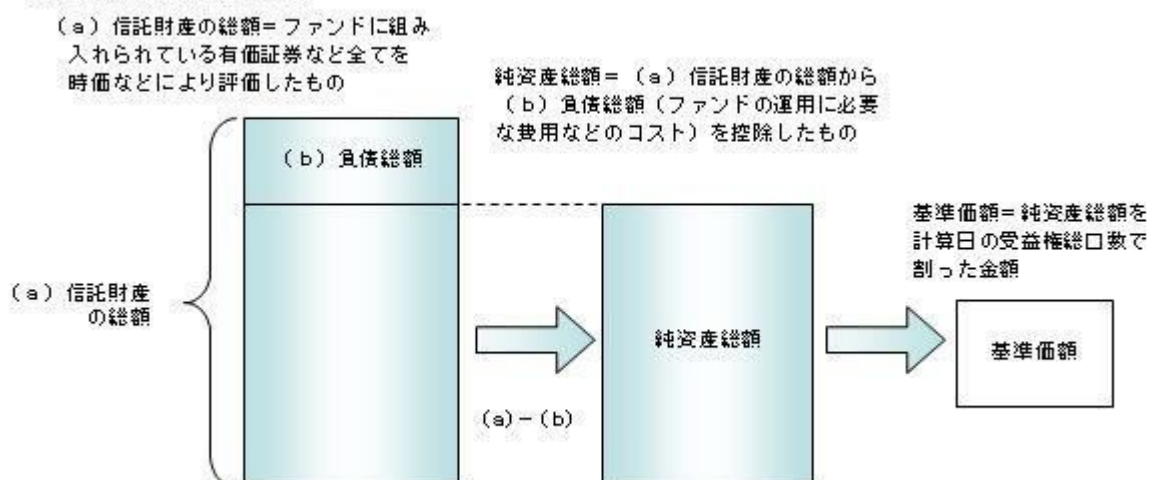 (a)信託財産の総額=ファンドに組み
入れられている有価証券など全てを
時価などにより評価したもの
純資産総額=(a)信託財産の総額から
(b)負債総額(ファンドの運用に必要
な費用などのコスト)を控除したもの
(b)負債総額
基準価額=純資産総額を
計算日の受益権総口数で
割った金額
(a)信託財産
の総額
純資産総額
基準価額
(a)-(b)